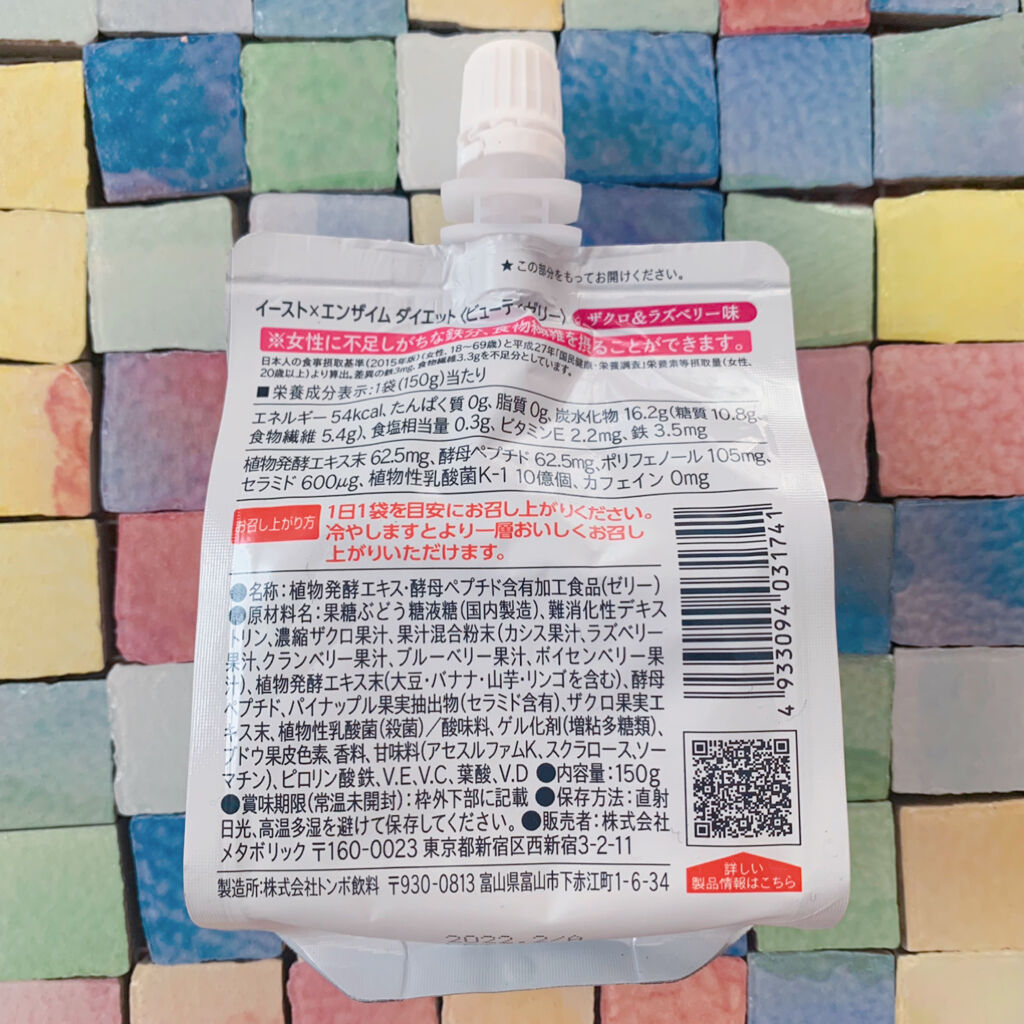 ★この部分をもってお開けください。
イースト×エンザイム ダイエット〈ビューティゼリー〉 ザクロ&ラズベリー味
※女性に不足しがちな鉄分、食物繊維を摂ることができます。
日本人の食事摂取基準(2015年版)(女性、18〜69歳)と平成27年「国民健康・栄養調査」栄養素等摂取量(女性、
20歳以上)より算出。差異の鉄3mg、食物繊維3.3gを不足分としています。
■栄養成分表示:1袋(150g)当たり
エネルギー 54kcal、たんぱく質 0g、脂質 0g、炭水化物 16.2g(糖質 10.8g、
食物繊維 5.4g)、食塩相当量 0.3g、ビタミンE 2.2mg、鉄 3.5mg
植物発酵エキス末 62.5mg、酵母ペプチド 62.5mg、ポリフェノール 105mg、
セラミド 600μg、植物性乳酸菌K-1 10億個、カフェイン 0mg
お召し上がり方 1日1袋を目安にお召し上がりください。
冷やしますとより一層おいしくお召し
上がりいただけます。
●名称:植物発酵エキス・酵母ペプチド含有加工食品(ゼリー)
●原材料名:果糖ぶどう糖液糖(国内製造)、難消化性デキス
トリン、濃縮ザクロ果汁、果汁混合粉末(カシス果汁、ラズベリー
果汁、クランベリー果汁、ブルーベリー果汁、ボイセンベリー果
汁)、植物発酵エキス末(大豆・バナナ・山芋・リンゴを含む)、酵母
ペプチド、パイナップル果実抽出物(セラミド含有)、ザクロ果実エ
キス末、植物性乳酸菌(殺菌)/酸味料、ゲル化剤(増粘多糖類)、
ブドウ果皮色素、香料、甘味料(アセスルファムK、スクラロース、ソー
マチン)、ピロリン酸鉄、V.E、V.C、葉酸、V.D ●内容量:150g
●賞味期限(常温未開封):枠外下部に記載 ●保存方法:直射
日光、高温多湿を避けて保存してください。●販売者:株式会社
メタボリック 〒160-0023 東京都新宿区西新宿3-2-11
製造所:株式会社トンボ飲料 〒930-0813 富山県富山市下赤江町1-6-34
4 933094 031741
詳しい
製品情報はこちら